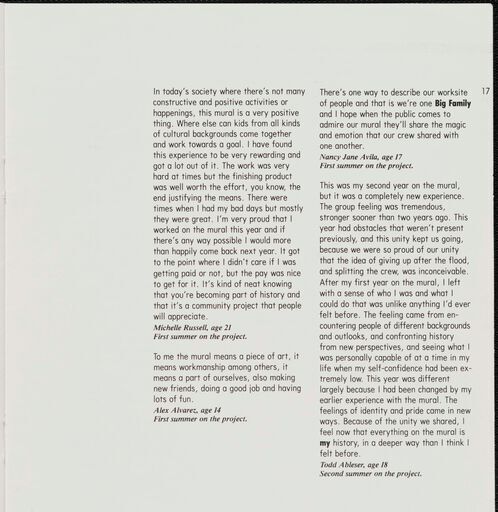 In today's society where there's not many
constructive and positive activities or
happenings, this mural is a very positive
thing. Where else can kids from all kinds
of cultural backgrounds come together
and work towards a goal. I have found
this experience to be very rewarding and
got a lot out of it. The work was very
hard at times but the finishing product
was well worth the effort, you know, the
end justifying the means. There were
times when I had my bad days but mostly
they were great. I'm very proud that I
worked on the mural this year and if
there's any way possible I would more
than happily come back next year. It got
to the point where I didn't care if I was
getting paid or not, but the pay was nice
to get for it. It's kind of neat knowing
that you're becoming part of history and
that it's a community project that people
will appreciate.
Michelle Russell, age 21
First summer on the project.
To me the mural means a piece of art, it
means workmanship among others, it
means a part of ourselves, also making
new friends, doing a good job and having
lots of fun.
Alex Alvarez, age 14
First summer on the project.
There's one way to describe our worksite
of people and that is we're one Big Family
and I hope when the public comes to
admire our mural they'll share the magic
and emotion that our crew shared with
one another.
Nancy Jane Avila, age 17
First summer on the project.
This was my second year on the mural,
but it was a completely new experience.
The group feeling was tremendous,
stronger sooner than two years ago. This
year had obstacles that weren't present
previously, and this unity kept us going,
because we were so proud of our unity
that the idea of giving up after the flood,
and splitting the crew, was inconceivable.
After my first year on the mural, I left
with a sense of who I was and what I
could do that was unlike anything I'd ever
felt before. The feeling came from en-
countering people of different backgrounds
and outlooks, and confronting history
from new perspectives, and seeing what I
was personally capable of at a time in my
life when my self-confidence had been ex-
tremely low. This year was different
largely because I had been changed by my
earlier experience with the mural. The
feelings of identity and pride came in new
ways. Because of the unity we shared, I
feel now that everything on the mural is
my history, in a deeper way than I think I
felt before.
Todd Ableser, age 18
Second summer on the project.
17